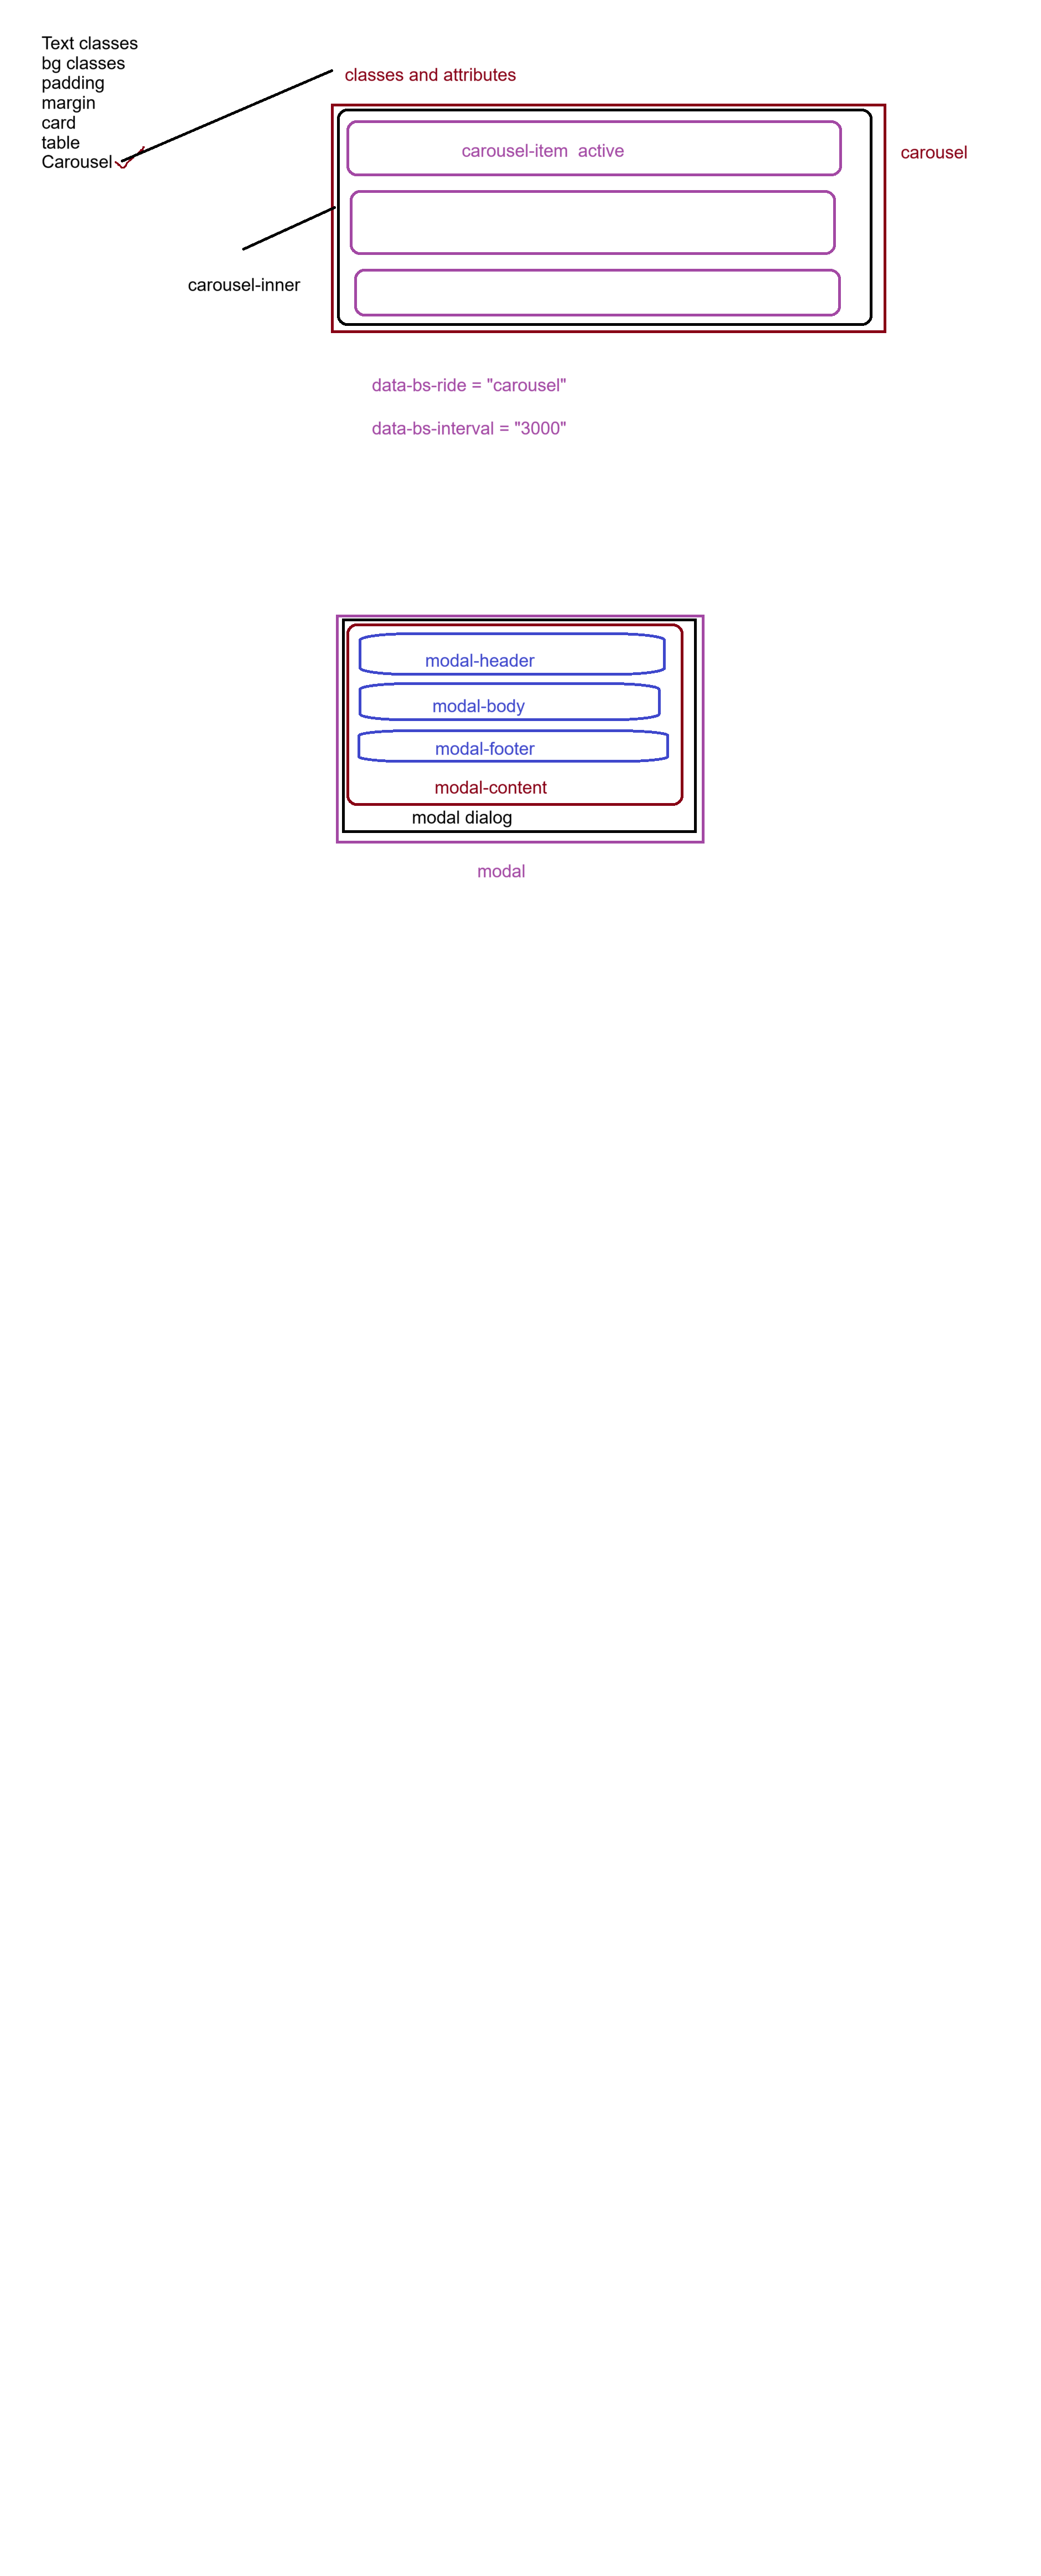 Text classes
bg classes
padding
margin
card
table
Carousel
classes and attributes
carousel-item  active
carousel
carousel-inner
data-bs-ride = "carousel"
data-bs-interval = "3000"
modal-header
modal-body
modal-footer
modal-content
modal dialog
modal